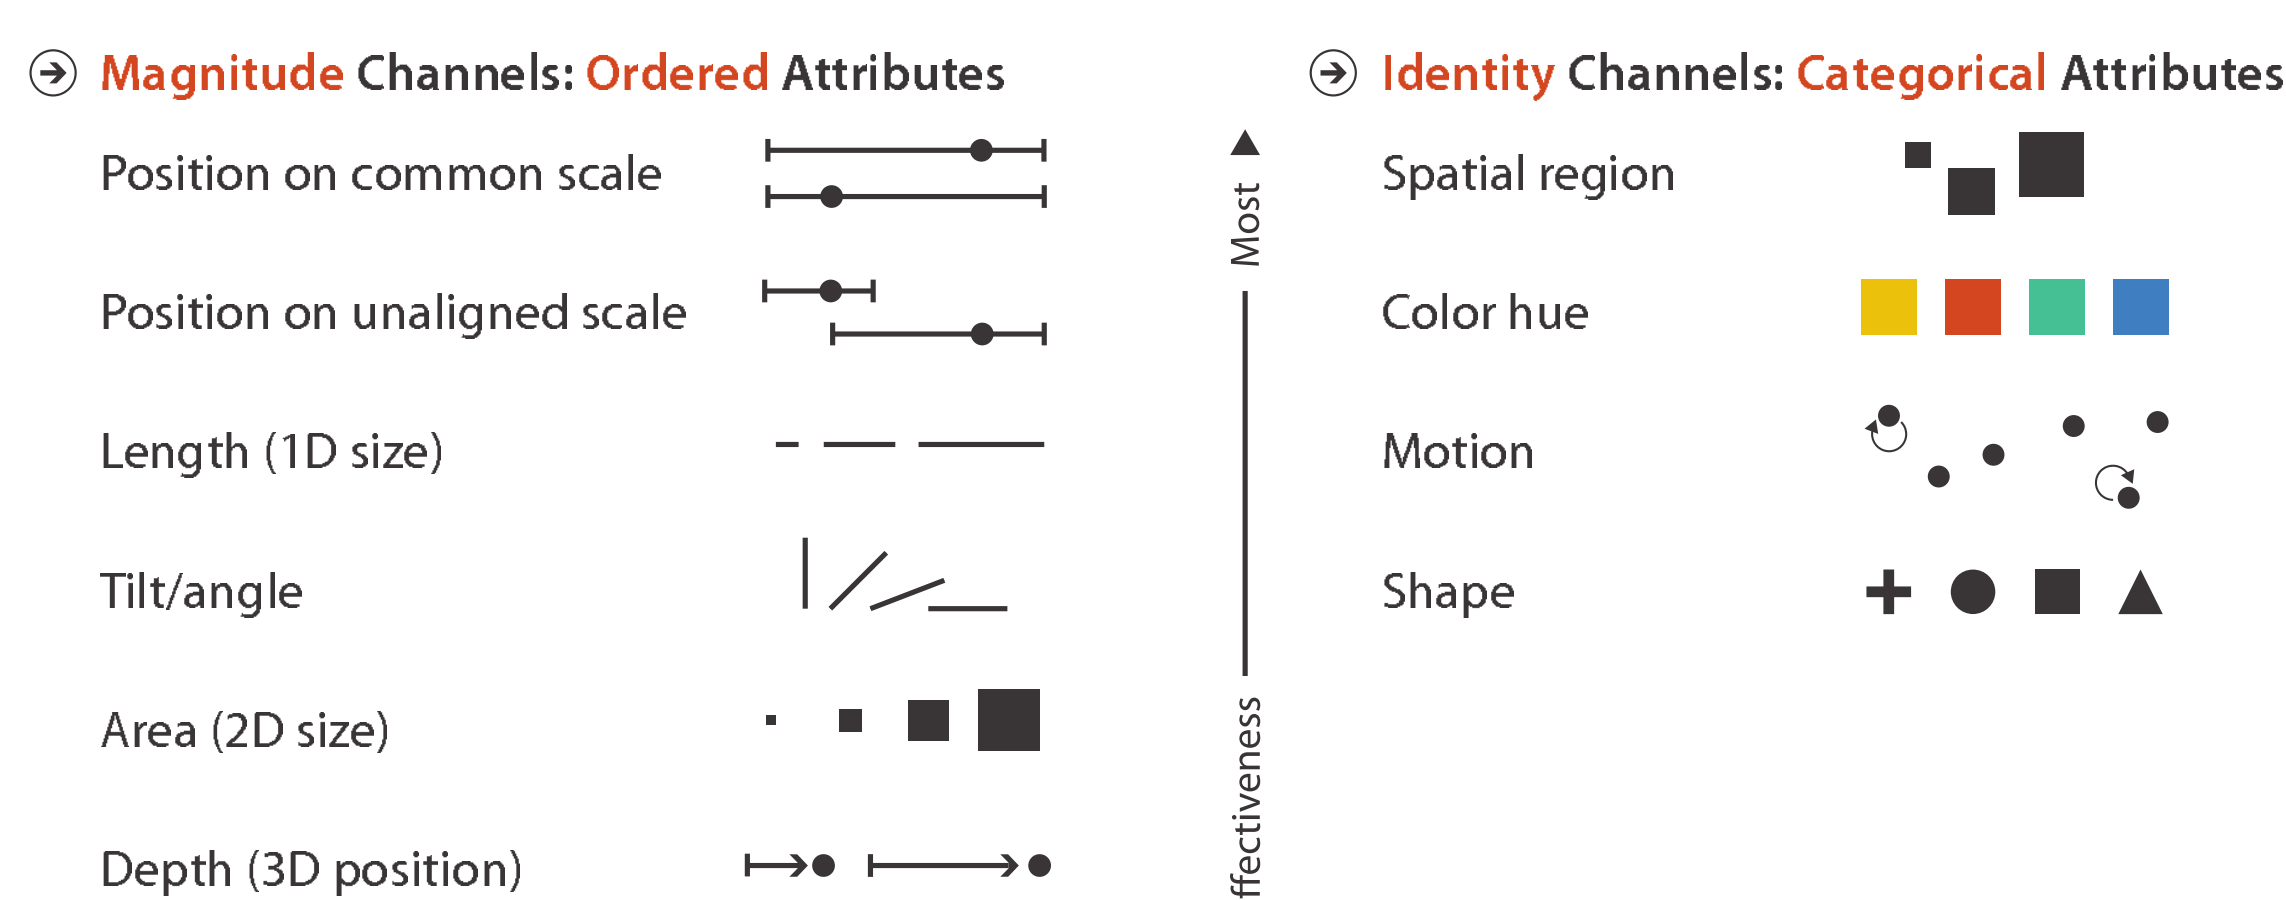 Magnitude Channels: Ordered Attributes
Position on common scale
Position on unaligned scale
Length (1D size)
Tilt/angle
Area (2D size)
Depth (3D position)
Most
ffectiveness
Identity Channels: Categorical Attributes
Spatial region
Color hue
Motion
Shape